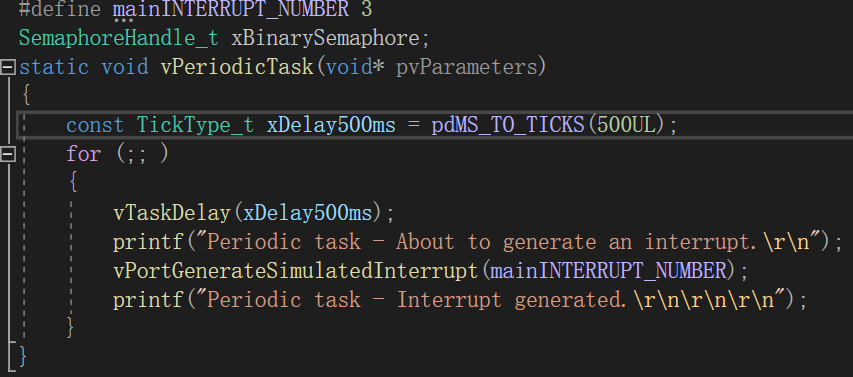 #define mainINTERRUPT_NUMBER 3
SemaphoreHandle_t xBinarySemaphore;
static void vPeriodicTask(void* pvParameters)
{
    const TickType_t xDelay500ms = pdMS_TO_TICKS(500UL);
    for (;; )
    {
        vTaskDelay(xDelay500ms);
        printf("Periodic task - About to generate an interrupt.\r\n");
        vPortGenerateSimulatedInterrupt(mainINTERRUPT_NUMBER);
        printf("Periodic task - Interrupt generated.\r\n\r\n\r\n");
    }
}